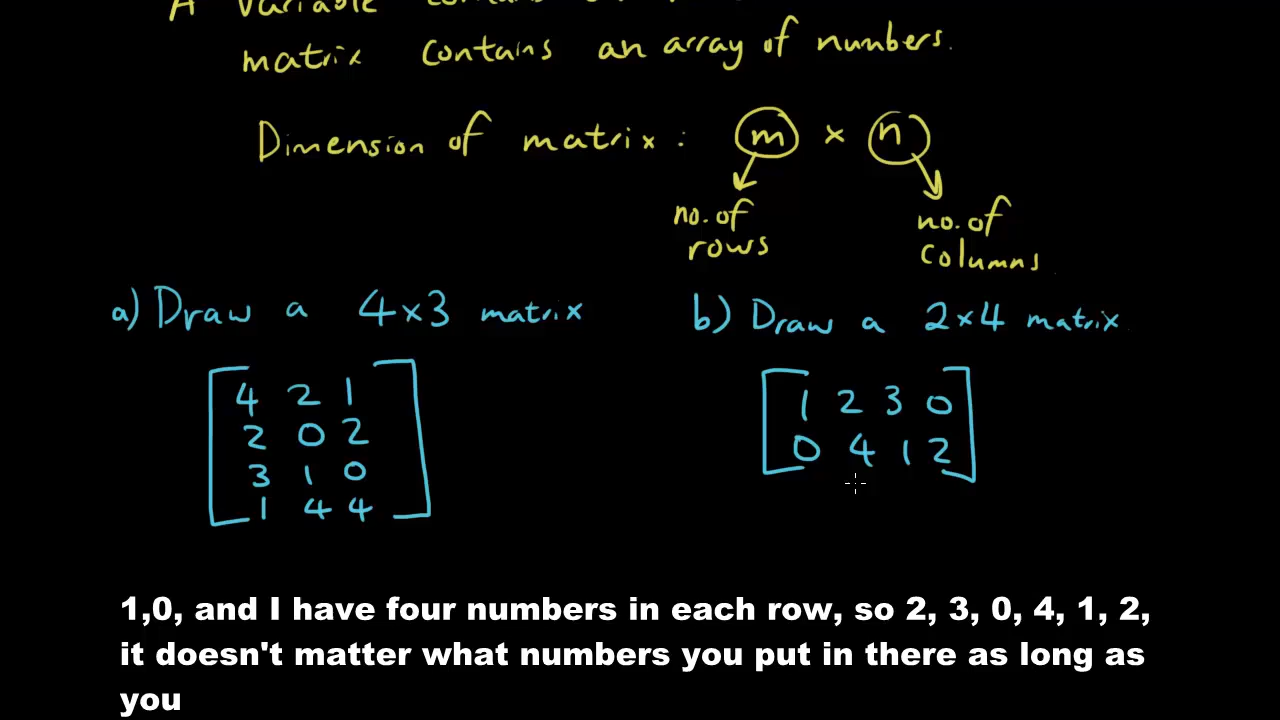 A variable
matrix contains an array of numbers.
Dimension of matrix : m × n
no. of rows
no. of columns
a) Draw a 4×3 matrix
4 2 1
2 0 2
3 1 0
1 4 4
b) Draw a 2×4 matrix.
1 2 3 0
0 4 1 2
1,0, and I have four numbers in each row, so 2, 3, 0, 4, 1, 2,
it doesn't matter what numbers you put in there as long as
you